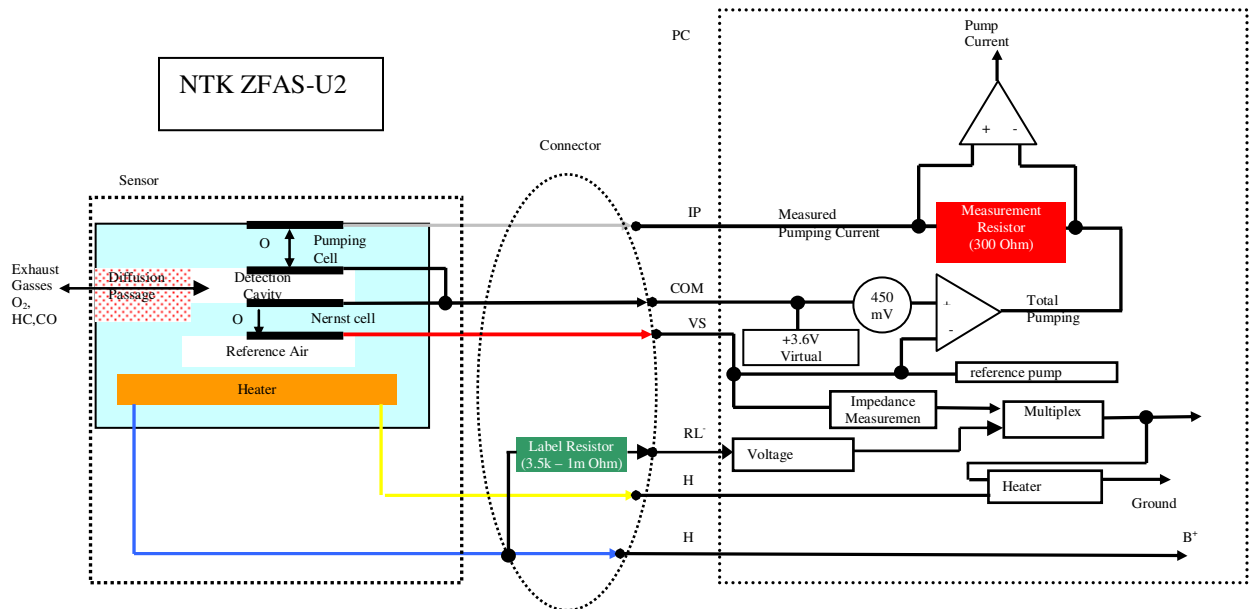 NTK ZFAS-U2
PC
Pump
Current
+ -
Connector
Sensor
IP
Measured
Pumping Current
Measurement
Resistor
(300 Ohm)
O
Pumping
Cell
Exhaust
Gasses
O₂,
HC,CO
Diffusion
Passage
Detection
Cavity
COM
450
mV
+
-
Total
Pumping
O
Nernst cell
VS
+3.6V
Virtual
Reference Air
reference pump
Heater
Impedance
Measuremen
Multiplex
Label Resistor
(3.5k – 1m Ohm)
RL⁻
Voltage
H
Heater
Ground
H
B⁺